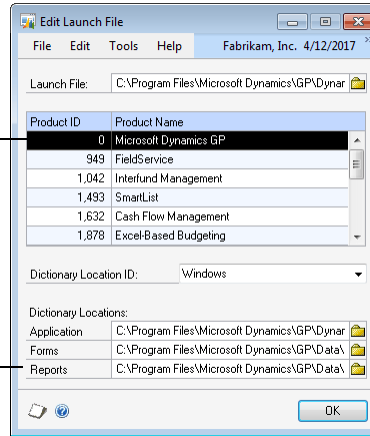 Edit Launch File
File Edit Tools Help Fabrikam, Inc. 4/12/2017
Launch File: C:\Program Files\Microsoft Dynamics\GP\Dynar
Product ID Product Name
0 Microsoft Dynamics GP
949 FieldService
1,042 Interfund Management
1,493 SmartList
1,632 Cash Flow Management
1,878 Excel-Based Budgeting
Dictionary Location ID: Windows
Dictionary Locations:
Application C:\Program Files\Microsoft Dynamics\GP\Dynar
Forms C:\Program Files\Microsoft Dynamics\GP\Data\
Reports C:\Program Files\Microsoft Dynamics\GP\Data\
OK